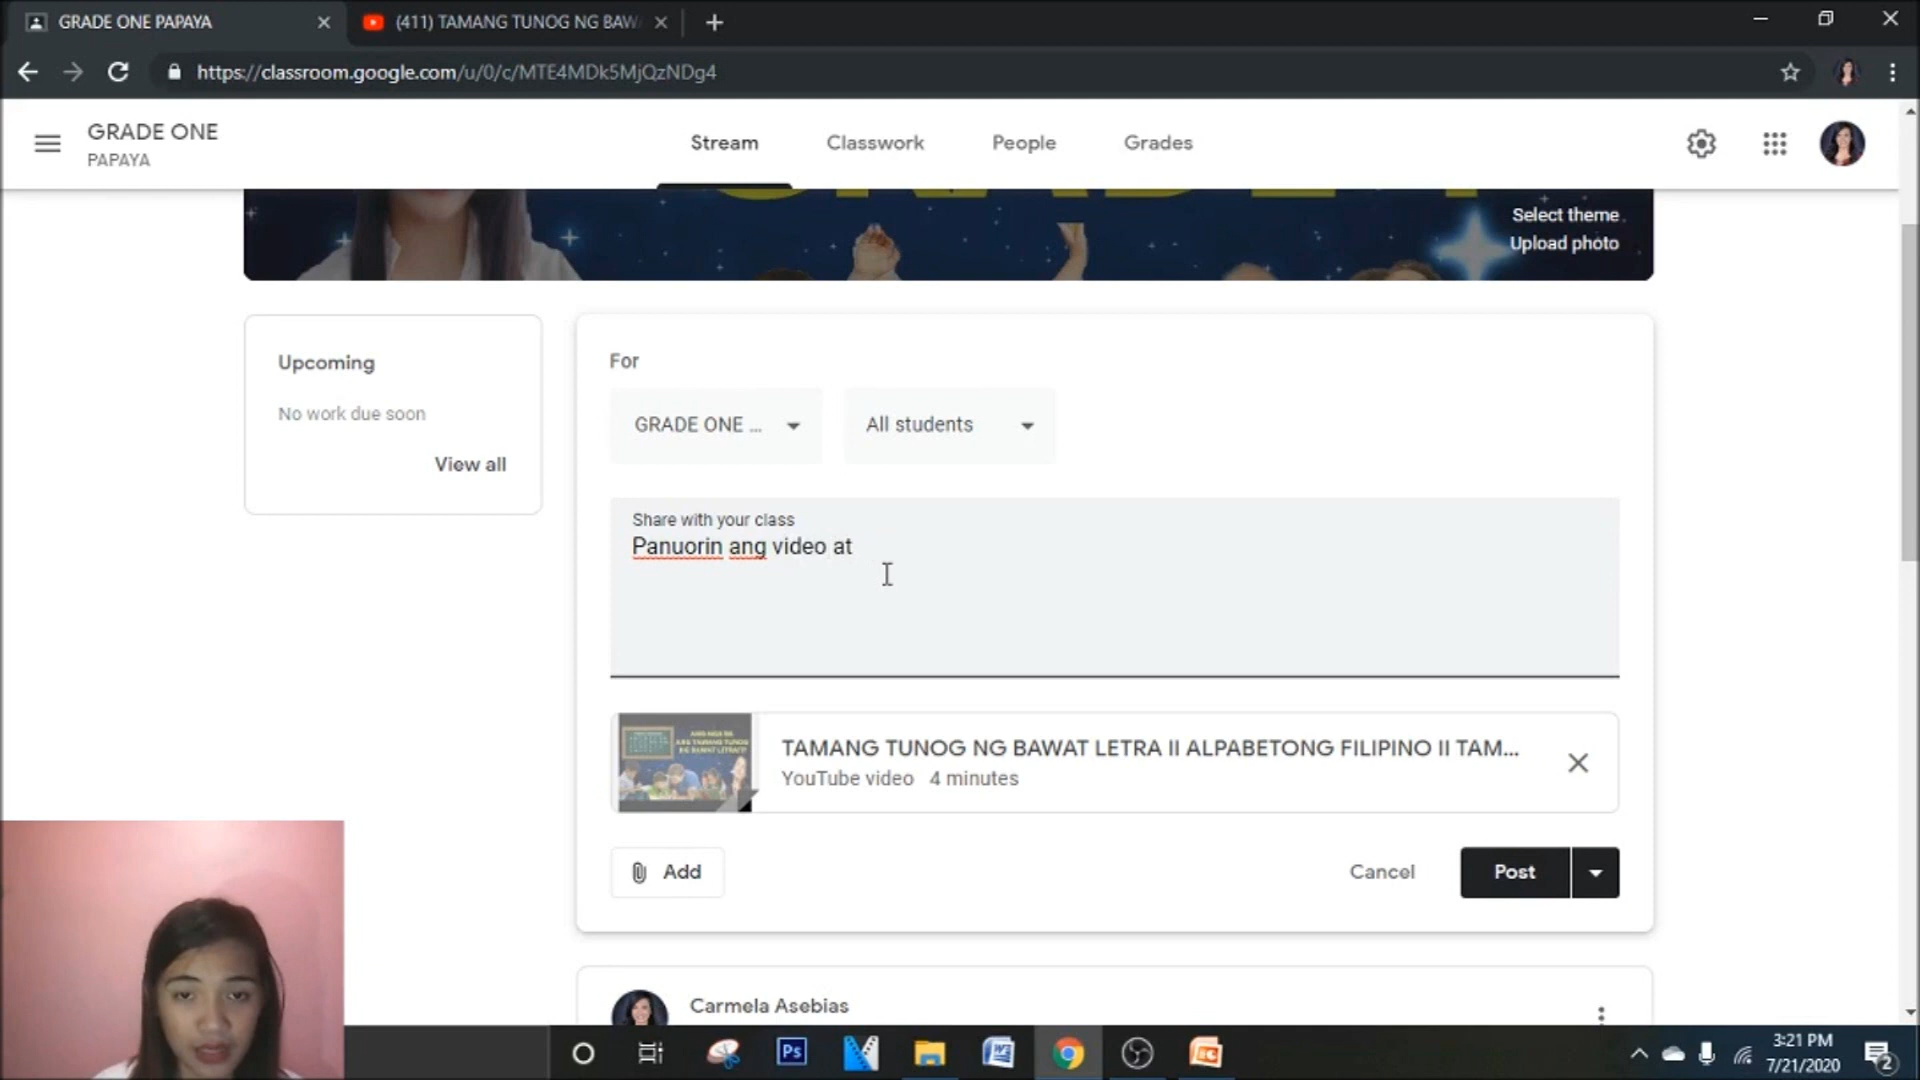 GRADE ONE PAPAYA
(411) TAMANG TUNOG NG BAW
https://classroom.google.com/u/0/c/MTE4MDk5MjQzNDg4
GRADE ONE
PAPAYA
Stream
Classwork
People
Grades
Select theme
Upload photo
Upcoming
No work due soon
View all
For
GRADE ONE ...
All students
Share with your class
Panuorin ang video at
TAMANG TUNOG NG BAWAT LETRA II ALPABETONG FILIPINO II TAM...
YouTube video 4 minutes
Add
Cancel
Post
Carmela Asebias
Ps
3:21 PM
7/21/2020
2